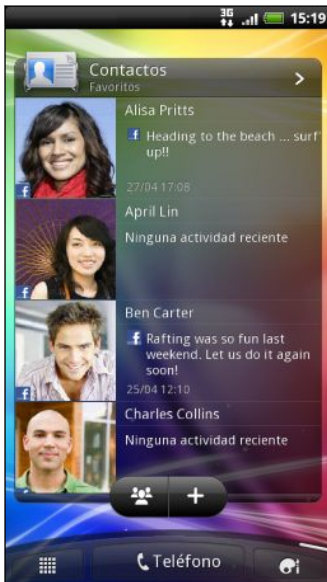 3G
15:19
Contactos
Favoritos
Alisa Pritts
f Heading to the beach ... surf
up!!
27/04 17:08
f
April Lin
Ninguna actividad reciente
f
Ben Carter
f Rafting was so fun last
weekend. Let us do it again
soon!
25/04 12:10
f
Charles Collins
Ninguna actividad reciente
f
Teléfono